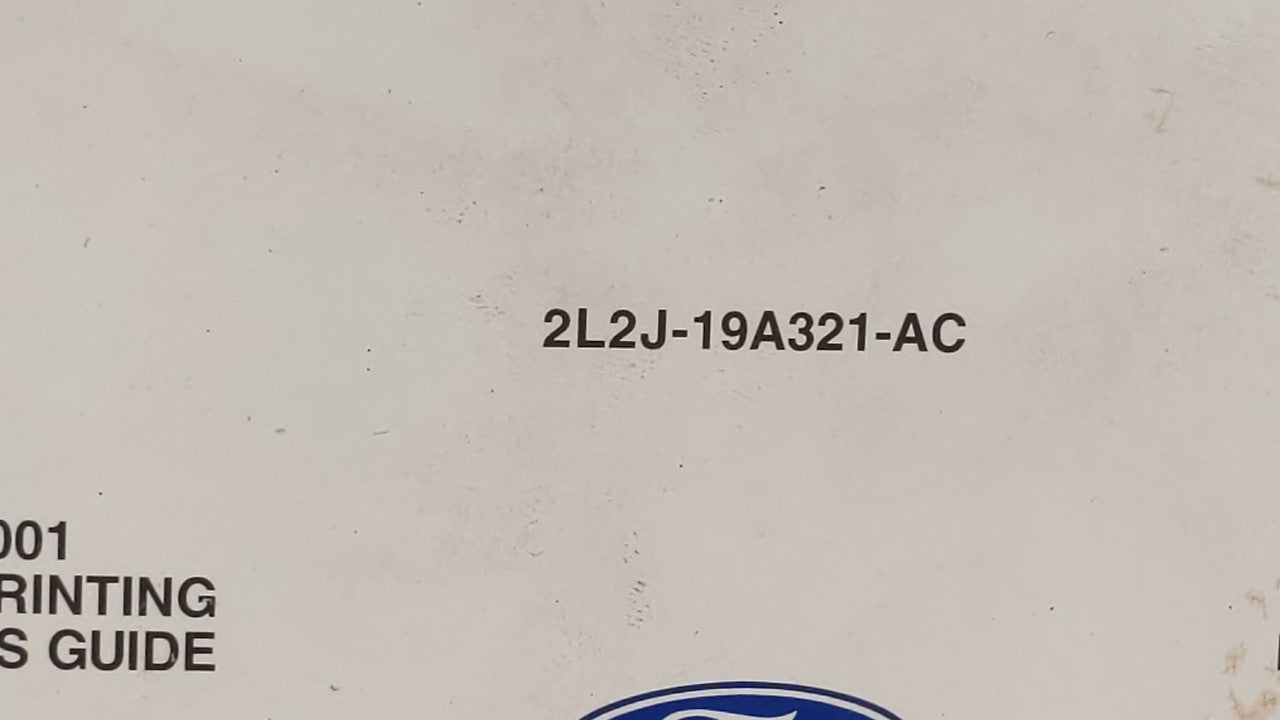 2L2J-19A321-AC
001
RINTING
S GUIDE